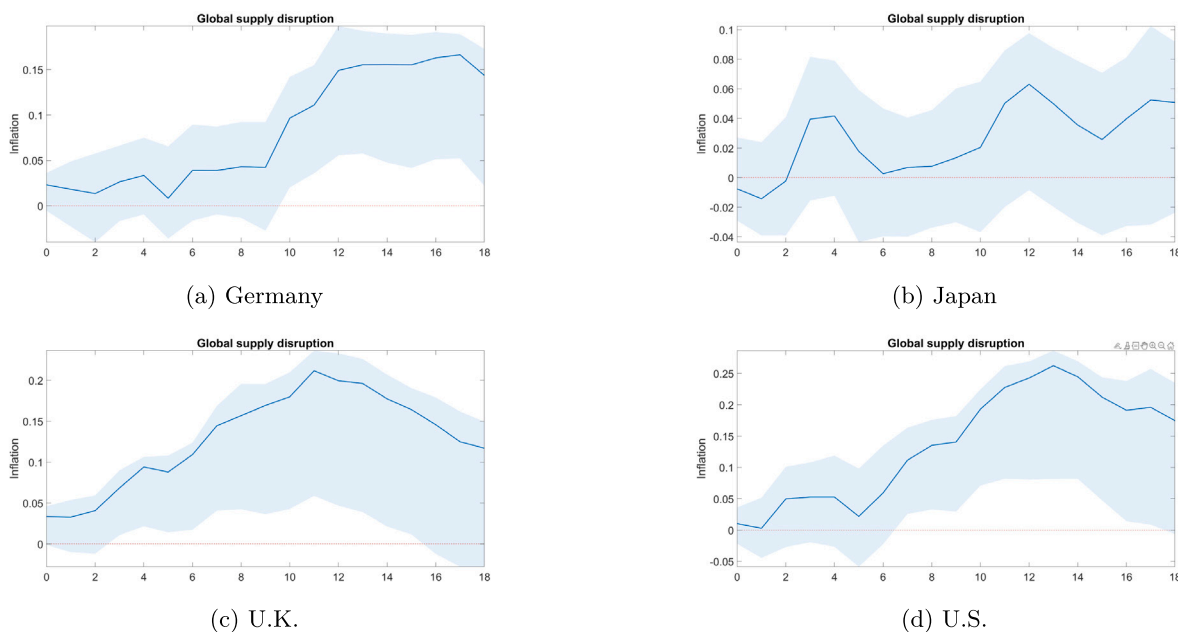 Global supply disruption
Inflation
0.15
0.1
0.05
0
0 2 4 6 8 10 12 14 16 18
(a) Germany
Global supply disruption
Inflation
0.1
0.08
0.06
0.04
0.02
0
-0.02
-0.04
0 2 4 6 8 10 12 14 16 18
(b) Japan
Global supply disruption
Inflation
0.2
0.15
0.1
0.05
0
0 2 4 6 8 10 12 14 16 18
(c) U.K.
Global supply disruption
Inflation
0.25
0.2
0.15
0.1
0.05
0
-0.05
0 2 4 6 8 10 12 14 16 18
(d) U.S.